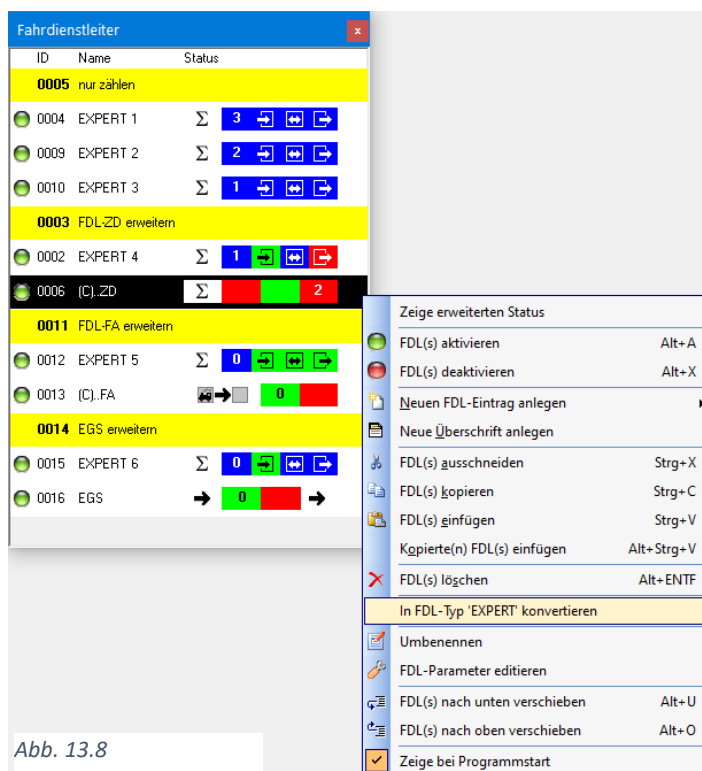 Fahrdienstleiter x
ID Name Status
0005 nur zählen
0004 EXPERT 1 Σ 3
0009 EXPERT 2 Σ 2
0010 EXPERT 3 Σ 1
0003 FDL-ZD erweitern
0002 EXPERT 4 Σ 1
0006 (C)..ZD Σ 2
0011 FDL-FA erweitern
0012 EXPERT 5 Σ 0
0013 (C)..FA 0
0014 EGS erweitern
0015 EXPERT 6 Σ 0
0016 EGS 0
Zeige erweiterten Status
FDL(s) aktivieren Alt+A
FDL(s) deaktivieren Alt+X
Neuen FDL-Eintrag anlegen
Neue Überschrift anlegen
FDL(s) ausschneiden Strg+X
FDL(s) kopieren Strg+C
FDL(s) einfügen Strg+V
Kopierte(n) FDL(s) einfügen Alt+Strg+V
FDL(s) löschen Alt+ENTF
In FDL-Typ 'EXPERT' konvertieren
Umbenennen
FDL-Parameter editieren
FDL(s) nach unten verschieben Alt+U
FDL(s) nach oben verschieben Alt+O
Zeige bei Programmstart
Abb. 13.8